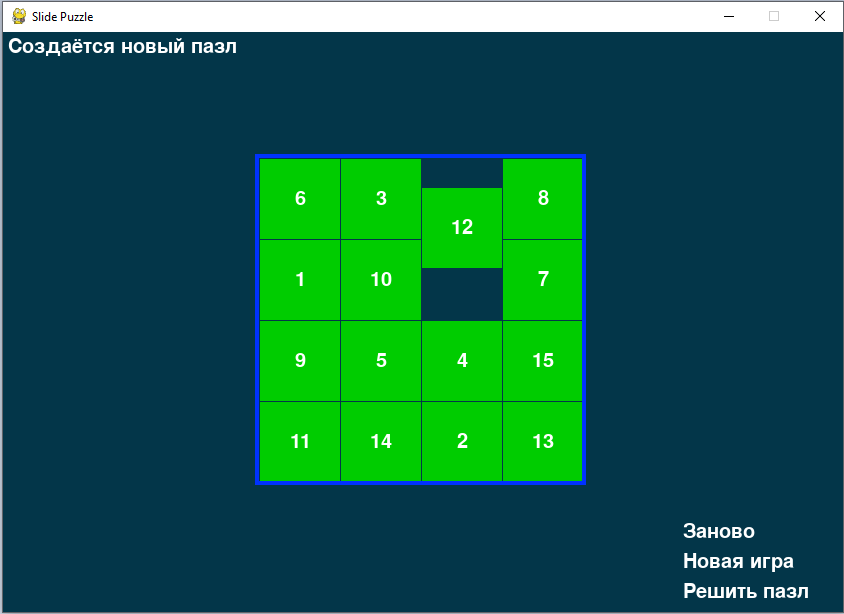 Slide Puzzle
Создаётся новый пазл
6 3 12 8
1 10 7
9 5 4 15
11 14 2 13
Заново
Новая игра
Решить пазл